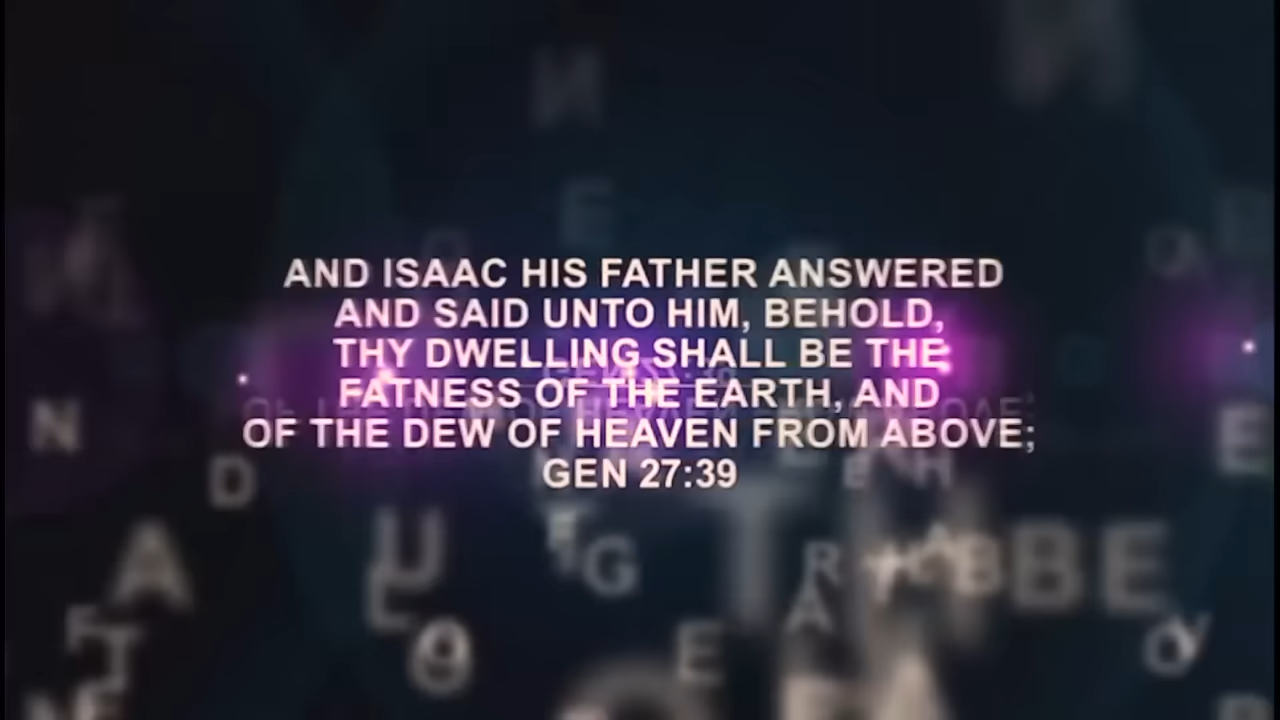 AND ISAAC HIS FATHER ANSWERED
AND SAID UNTO HIM, BEHOLD,
THY DWELLING SHALL BE THE
FATNESS OF THE EARTH, AND
OF THE DEW OF HEAVEN FROM ABOVE;
GEN 27:39